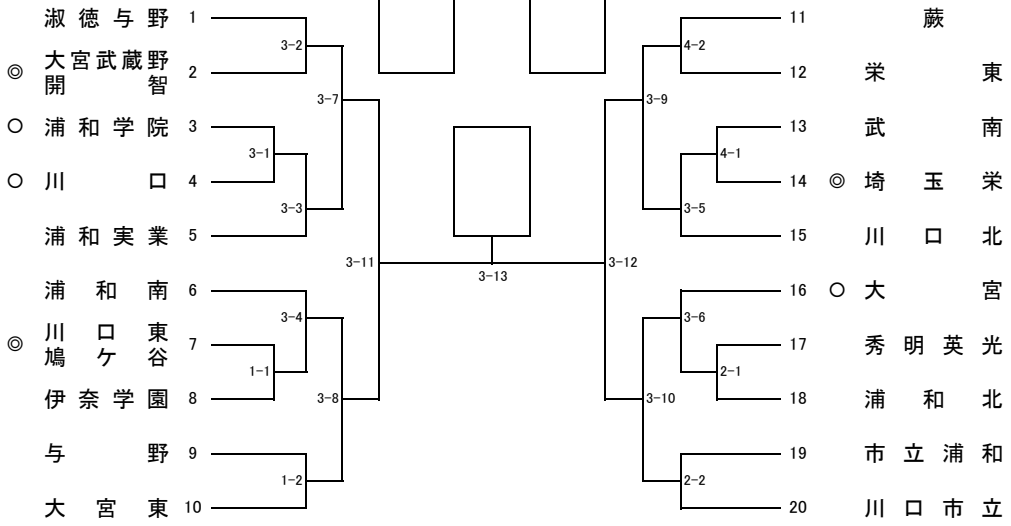 淑徳与野 1
◎ 大宮武蔵野
開智 2
○ 浦和学院 3
○ 川口 4
浦和実業 5
浦和南 6
◎ 川口東
鳩ケ谷 7
伊奈学園 8
与野 9
大宮東 10
3-2
3-7
3-1
3-3
3-11
3-4
1-1
3-8
1-2
3-13
3-12
4-2
3-9
4-1
3-5
3-6
2-1
3-10
2-2
11 蕨
12 栄東
13 武南
14 ◎ 埼玉栄
15 川口北
16 ○ 大宮
17 秀明英光
18 浦和北
19 市立浦和
20 川口市立